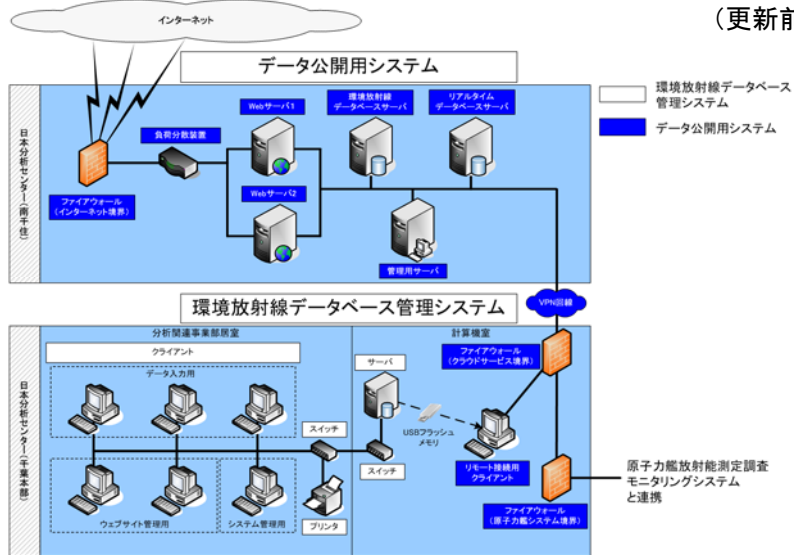 (更新前
インターネット
データ公開用システム
環境放射線データベース
管理システム
データ公開用システム
日本分析センター(南千住)
ファイアウォール
(インターネット境界)
負荷分散装置
Webサーバ1
Webサーバ2
環境放射線
データベースサーバ
リアルタイム
データベースサーバ
管理用サーバ
VPN回線
環境放射線データベース管理システム
日本分析センター(千葉本部)
分析関連事業部居室
クライアント
データ入力用
ウェブサイト管理用
システム管理用
スイッチ
プリンタ
計算機室
サーバ
スイッチ
USBフラッシュ
メモリ
リモート接続用
クライアント
ファイアウォール
(クラウドサービス境界)
ファイアウォール
(原子力艦システム境界)
原子力艦放射能測定調査
モニタリングシステム
と連携